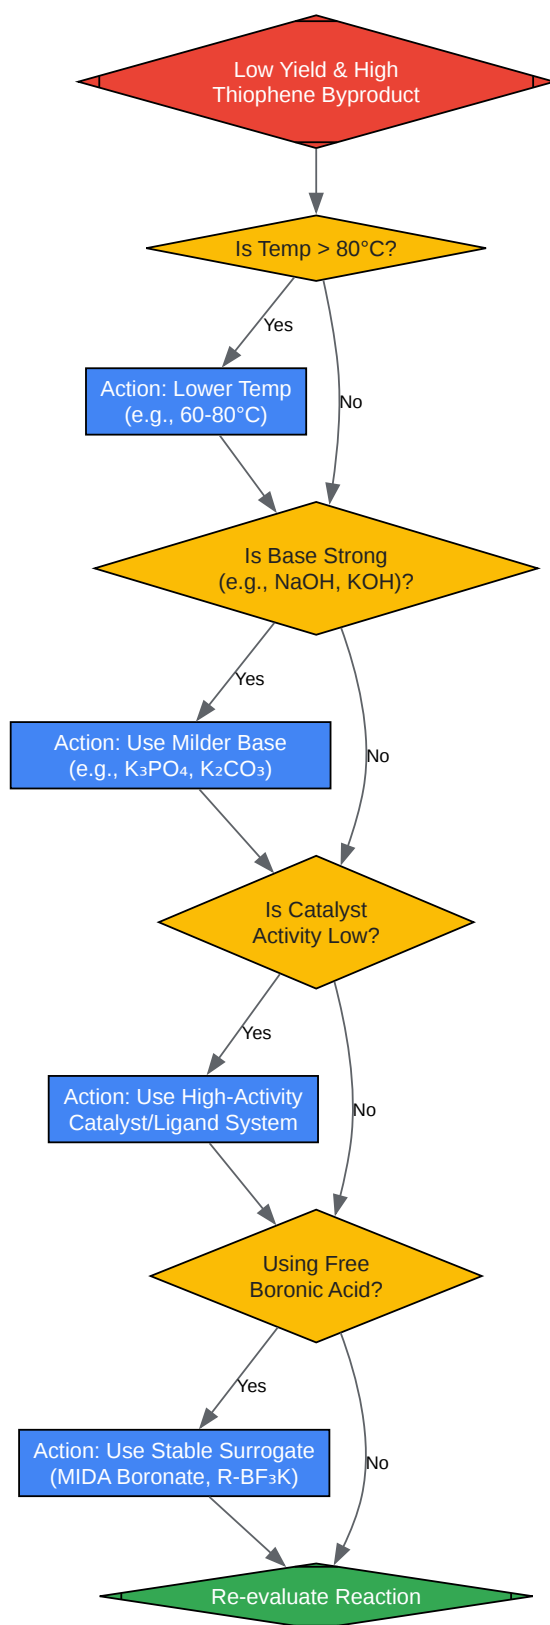 Low Yield & High
Thiophene Byproduct
Is Temp > 80°C?
Yes
Action: Lower Temp
(e.g., 60-80°C)
No
Is Base Strong
(e.g., NaOH, KOH)?
Yes
Action: Use Milder Base
(e.g., K₃PO₄, K₂CO₃)
No
Is Catalyst
Activity Low?
Yes
Action: Use High-Activity
Catalyst/Ligand System
No
Using Free
Boronic Acid?
Yes
Action: Use Stable Surrogate
(MIDA Boronate, R-BF₃K)
No
Re-evaluate Reaction